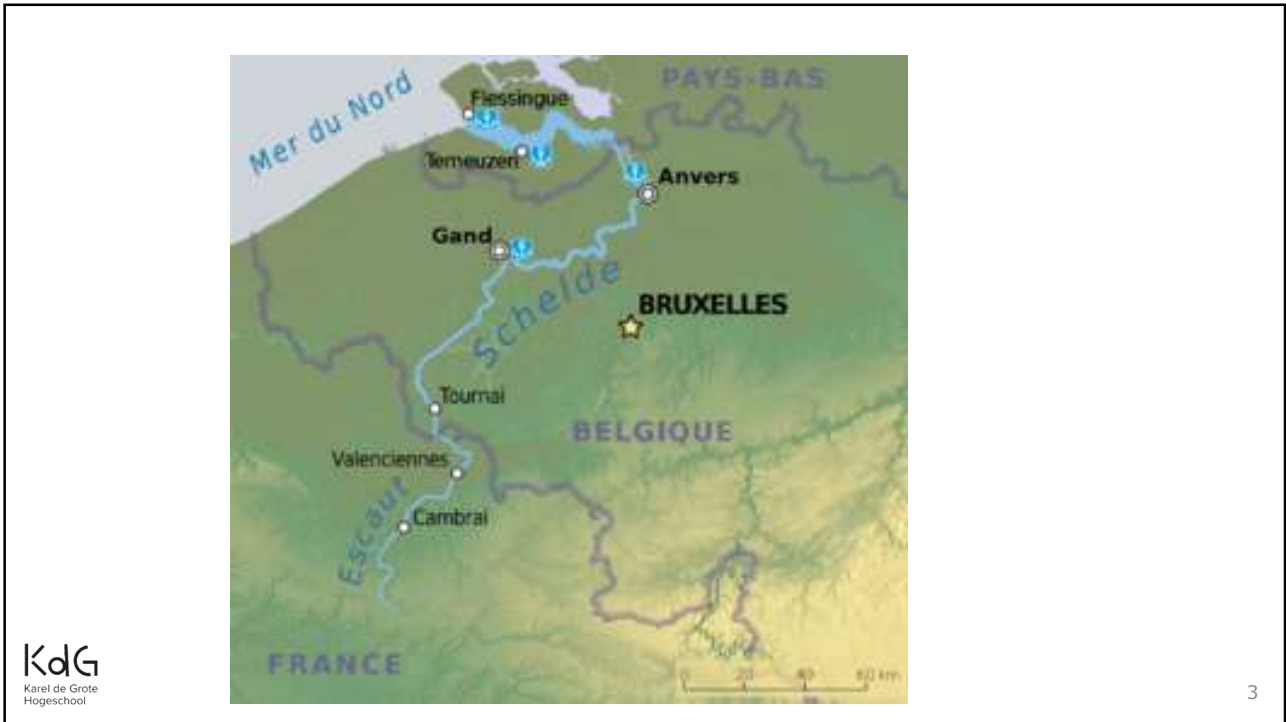 Mer du Nord
PAYS-BAS
Flessingue
Terneuzen
Anvers
Gand
Schelde
BRUXELLES
Tournai
BELGIQUE
Valenciennes
Escaut
Cambrai
FRANCE
0 20 40 60 km
KdG
Karel de Grote
Hogeschool
3